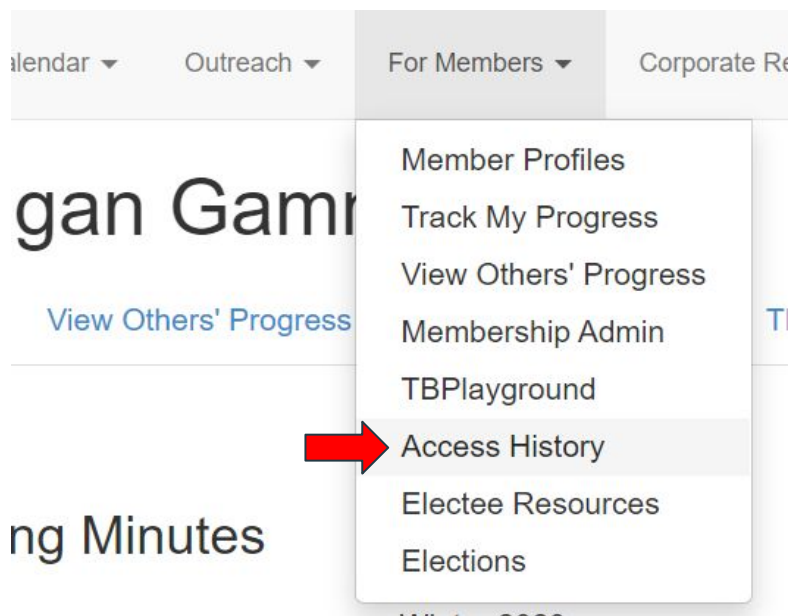 alendar Outreach For Members Corporate Re
Member Profiles
gan Gam
Track My Progress
View Others' Progress
View Others' Progress
Membership Admin
TBPlayground
Access History
Electee Resources
ng Minutes
Elections